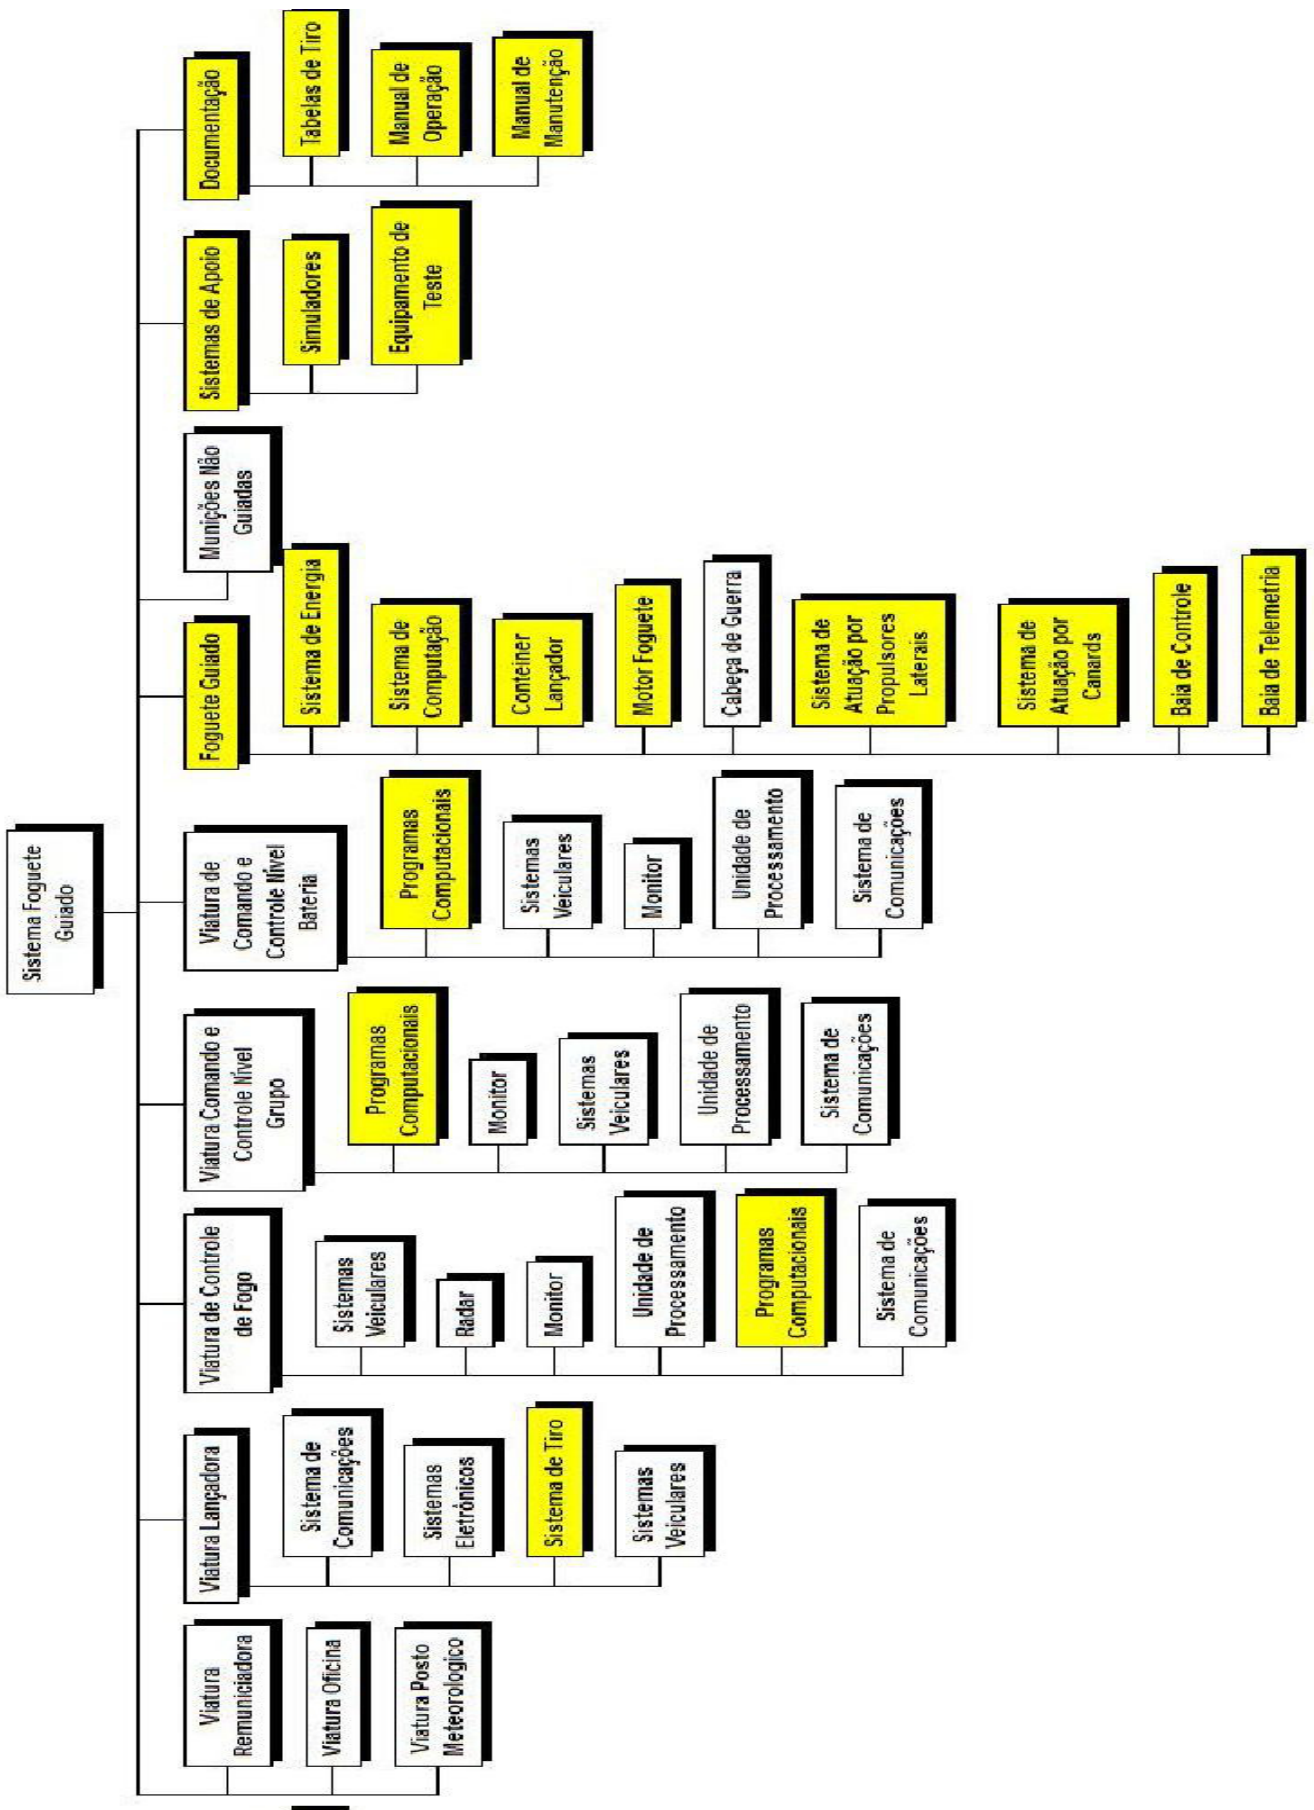 Sistema Foguete
Guiado
Viatura
Remuniciadora
Viatura Oficina
Viatura Posto
Meteorologico
Viatura Lançadora
Sistema de
Comunicações
Sistemas
Eletrônicos
Sistema de Tiro
Sistemas
Veiculares
Viatura de Controle
de Fogo
Sistemas
Veiculares
Radar
Monitor
Unidade de
Processamento
Programas
Computacionais
Sistema de
Comunicações
Viatura Comando e
Controle Nível
Grupo
Programas
Computacionais
Monitor
Sistemas
Veiculares
Unidade de
Processamento
Sistema de
Comunicações
Viatura de
Comando e
Controle Nível
Bateria
Programas
Computacionais
Sistemas
Veiculares
Monitor
Unidade de
Processamento
Sistema de
Comunicações
Foguete Guiado
Sistema de Energia
Sistema de
Computação
Conteiner
Lançador
Motor Foguete
Cabeça de Guerra
Sistema de
Atuação por
Propulsores
Laterais
Sistema de
Atuação por
Canards
Baia de Controle
Baia de Telemetria
Munições Não
Guiadas
Sistemas de Apoio
Simuladores
Equipamento de
Teste
Documentação
Tabelas de Tiro
Manual de
Operação
Manual de
Manutenção